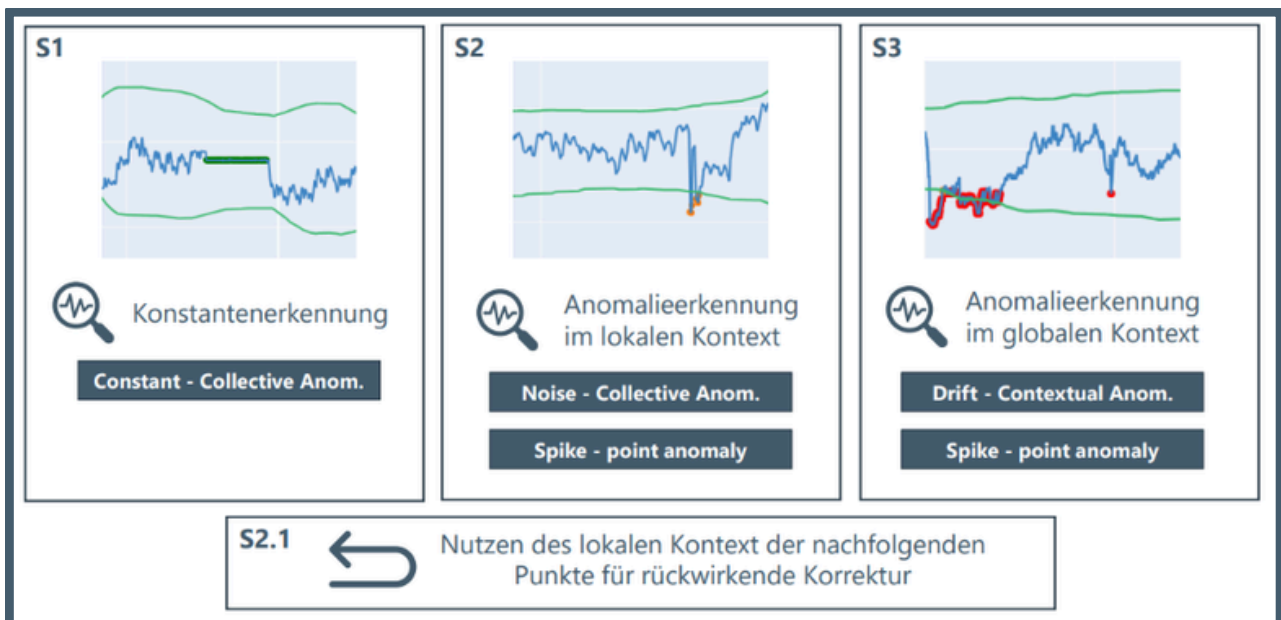 S1
Konstantenerkennung
Constant - Collective Anom.
S2
Anomalieerkennung
im lokalen Kontext
Noise - Collective Anom.
Spike - point anomaly
S3
Anomalieerkennung
im globalen Kontext
Drift - Contextual Anom.
Spike - point anomaly
S2.1
Nutzen des lokalen Kontext der nachfolgenden
Punkte für rückwirkende Korrektur